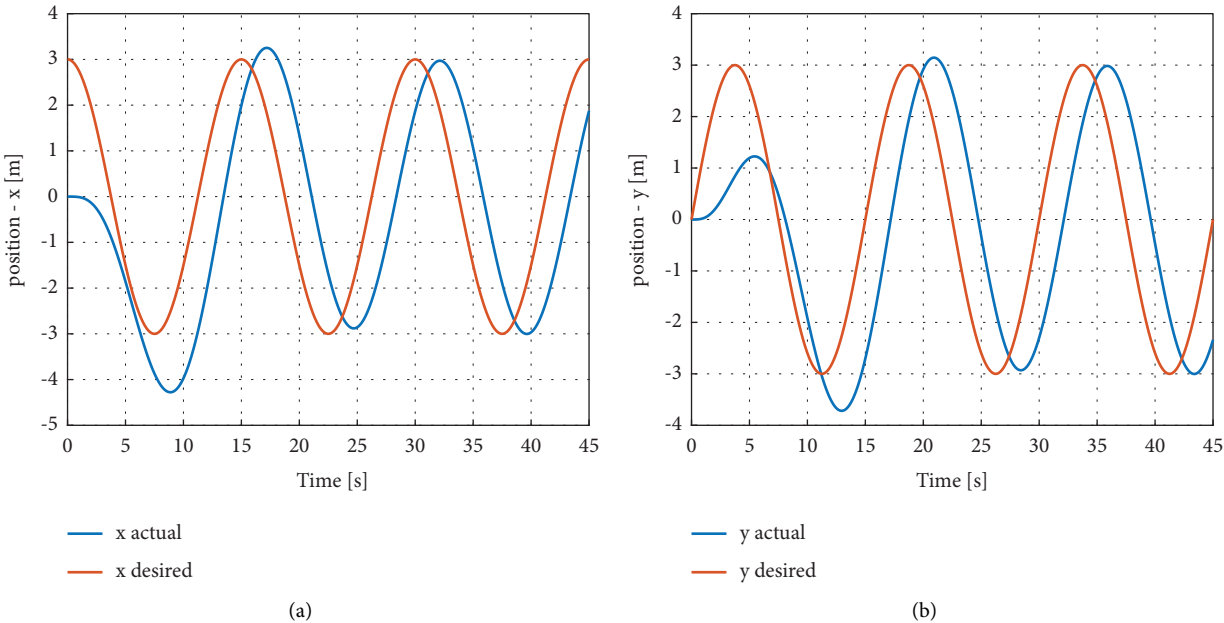 4
3
2
1
0
-1
-2
-3
-4
-5
position - x [m]
0 5 10 15 20 25 30 35 40 45
Time [s]
x actual
x desired
(a)
4
3
2
1
0
-1
-2
-3
-4
position - y [m]
0 5 10 15 20 25 30 35 40 45
Time [s]
y actual
y desired
(b)